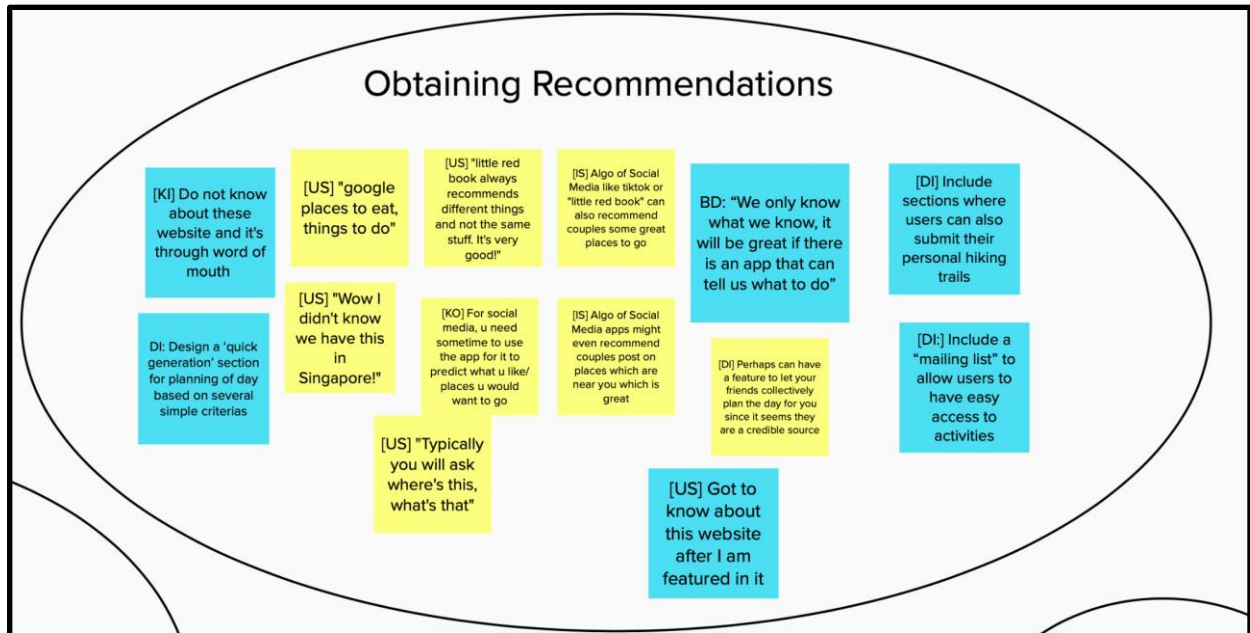 Obtaining Recommendations
[KI] Do not know
about these
website and it's
through word of
mouth
[US] "google
places to eat,
things to do"
[US] "little red
book always
recommends
different things
and not the same
stuff. It's very
good!"
[IS] Algo of Social
Media like tiktok or
"little red book" can
also recommend
couples some great
places to go
BD: “We only know
what we know, it
will be great if there
is an app that can
tell us what to do”
[DI] Include
sections where
users can also
submit their
personal hiking
trails
DI: Design a ‘quick
generation’ section
for planning of day
based on several
simple criterias
[US] "Wow I
didn't know
we have this
in
Singapore!"
[KO] For social
media, u need
sometime to use
the app for it to
predict what u like/
places u would
want to go
[IS] Algo of Social
Media apps might
even recommend
couples post on
places which are
near you which is
great
[DI] Perhaps can have
a feature to let your
friends collectively
plan the day for you
since it seems they
are a credible source
[DI:] Include a
“mailing list” to
allow users to
have easy
access to
activities
[US] "Typically
you will ask
where's this,
what's that"
[US] Got to
know about
this website
after I am
featured in it